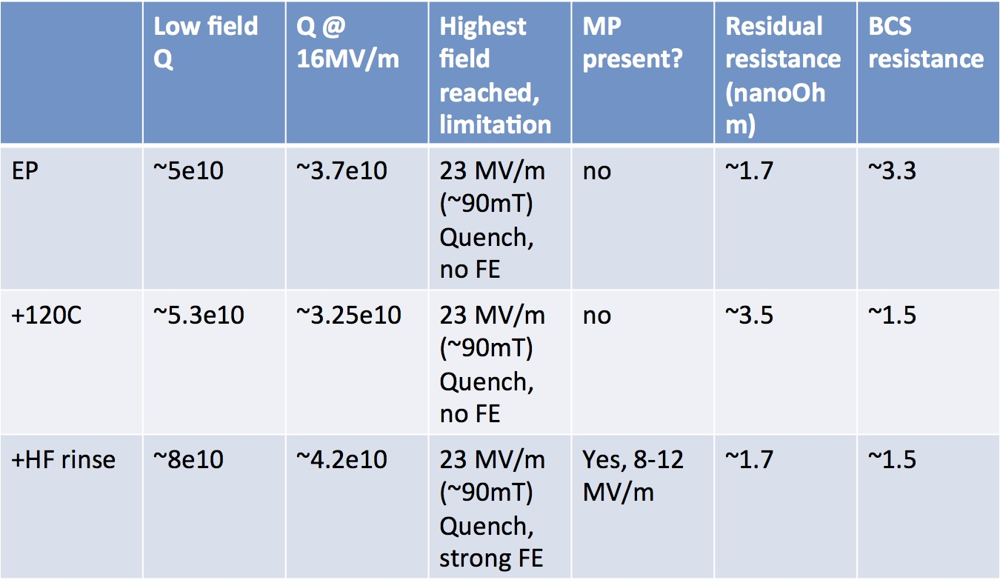 Low field
Q
Q @
16MV/m
Highest
field
reached,
limitation
MP
present?
Residual
resistance
(nanoOh
m)
BCS
resistance
EP
~5e10
~3.7e10
23 MV/m
(~90mT)
Quench,
no FE
no
~1.7
~3.3
+120C
~5.3e10
~3.25e10
23 MV/m
(~90mT)
Quench,
no FE
no
~3.5
~1.5
+HF rinse
~8e10
~4.2e10
23 MV/m
(~90mT)
Quench,
strong FE
Yes, 8-12
MV/m
~1.7
~1.5